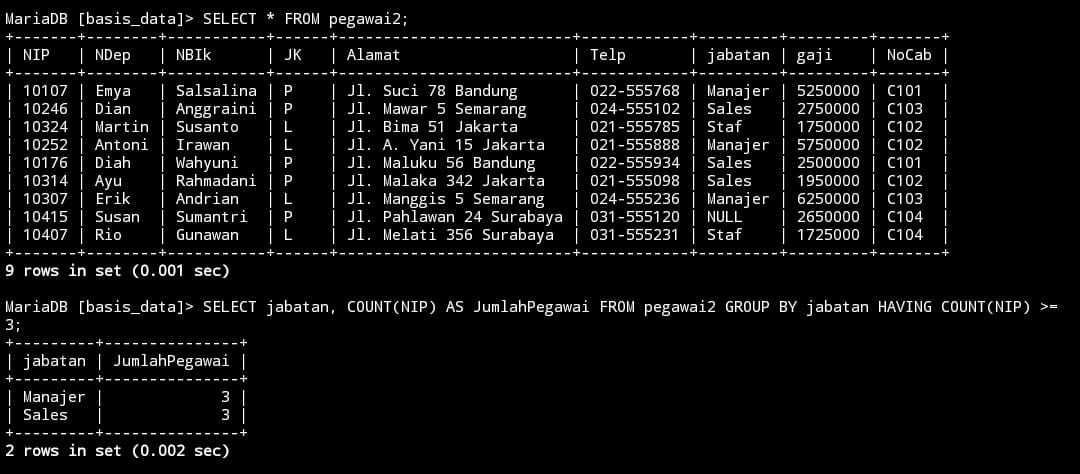 MariaDB [basis_data]> SELECT * FROM pegawai2;
+-------+--------+-----------+------+-------------------------+------------+---------+---------+-------+
| NIP   | NDep   | NBIk      | JK   | Alamat                  | Telp       | jabatan | gaji    | NoCab |
+-------+--------+-----------+------+-------------------------+------------+---------+---------+-------+
| 10107 | Emya   | Salsalina | P    | Jl. Suci 78 Bandung     | 022-555768 | Manajer | 5250000 | C101  |
| 10246 | Dian   | Anggraini | P    | Jl. Mawar 5 Semarang    | 024-555102 | Sales   | 2750000 | C103  |
| 10324 | Martin | Susanto   | L    | Jl. Bima 51 Jakarta     | 021-555785 | Staf    | 1750000 | C102  |
| 10252 | Antoni | Irawan    | L    | Jl. A. Yani 15 Jakarta  | 021-555888 | Manajer | 5750000 | C102  |
| 10176 | Diah   | Wahyuni   | P    | Jl. Maluku 56 Bandung   | 022-555934 | Sales   | 2500000 | C101  |
| 10314 | Ayu    | Rahmadani | P    | Jl. Malaka 342 Jakarta  | 021-555098 | Sales   | 1950000 | C102  |
| 10307 | Erik   | Andrian   | L    | Jl. Manggis 5 Semarang  | 024-555236 | Manajer | 6250000 | C103  |
| 10415 | Susan  | Sumantri  | P    | Jl. Pahlawan 24 Surabaya | 031-555120 | NULL    | 2650000 | C104  |
| 10407 | Rio    | Gunawan   | L    | Jl. Melati 356 Surabaya | 031-555231 | Staf    | 1725000 | C104  |
+-------+--------+-----------+------+-------------------------+------------+---------+---------+-------+
9 rows in set (0.001 sec)
MariaDB [basis_data]> SELECT jabatan, COUNT(NIP) AS JumlahPegawai FROM pegawai2 GROUP BY jabatan HAVING COUNT(NIP) >=
3;
+---------+---------------+
| jabatan | JumlahPegawai |
+---------+---------------+
| Manajer |             3 |
| Sales   |             3 |
+---------+---------------+
2 rows in set (0.002 sec)